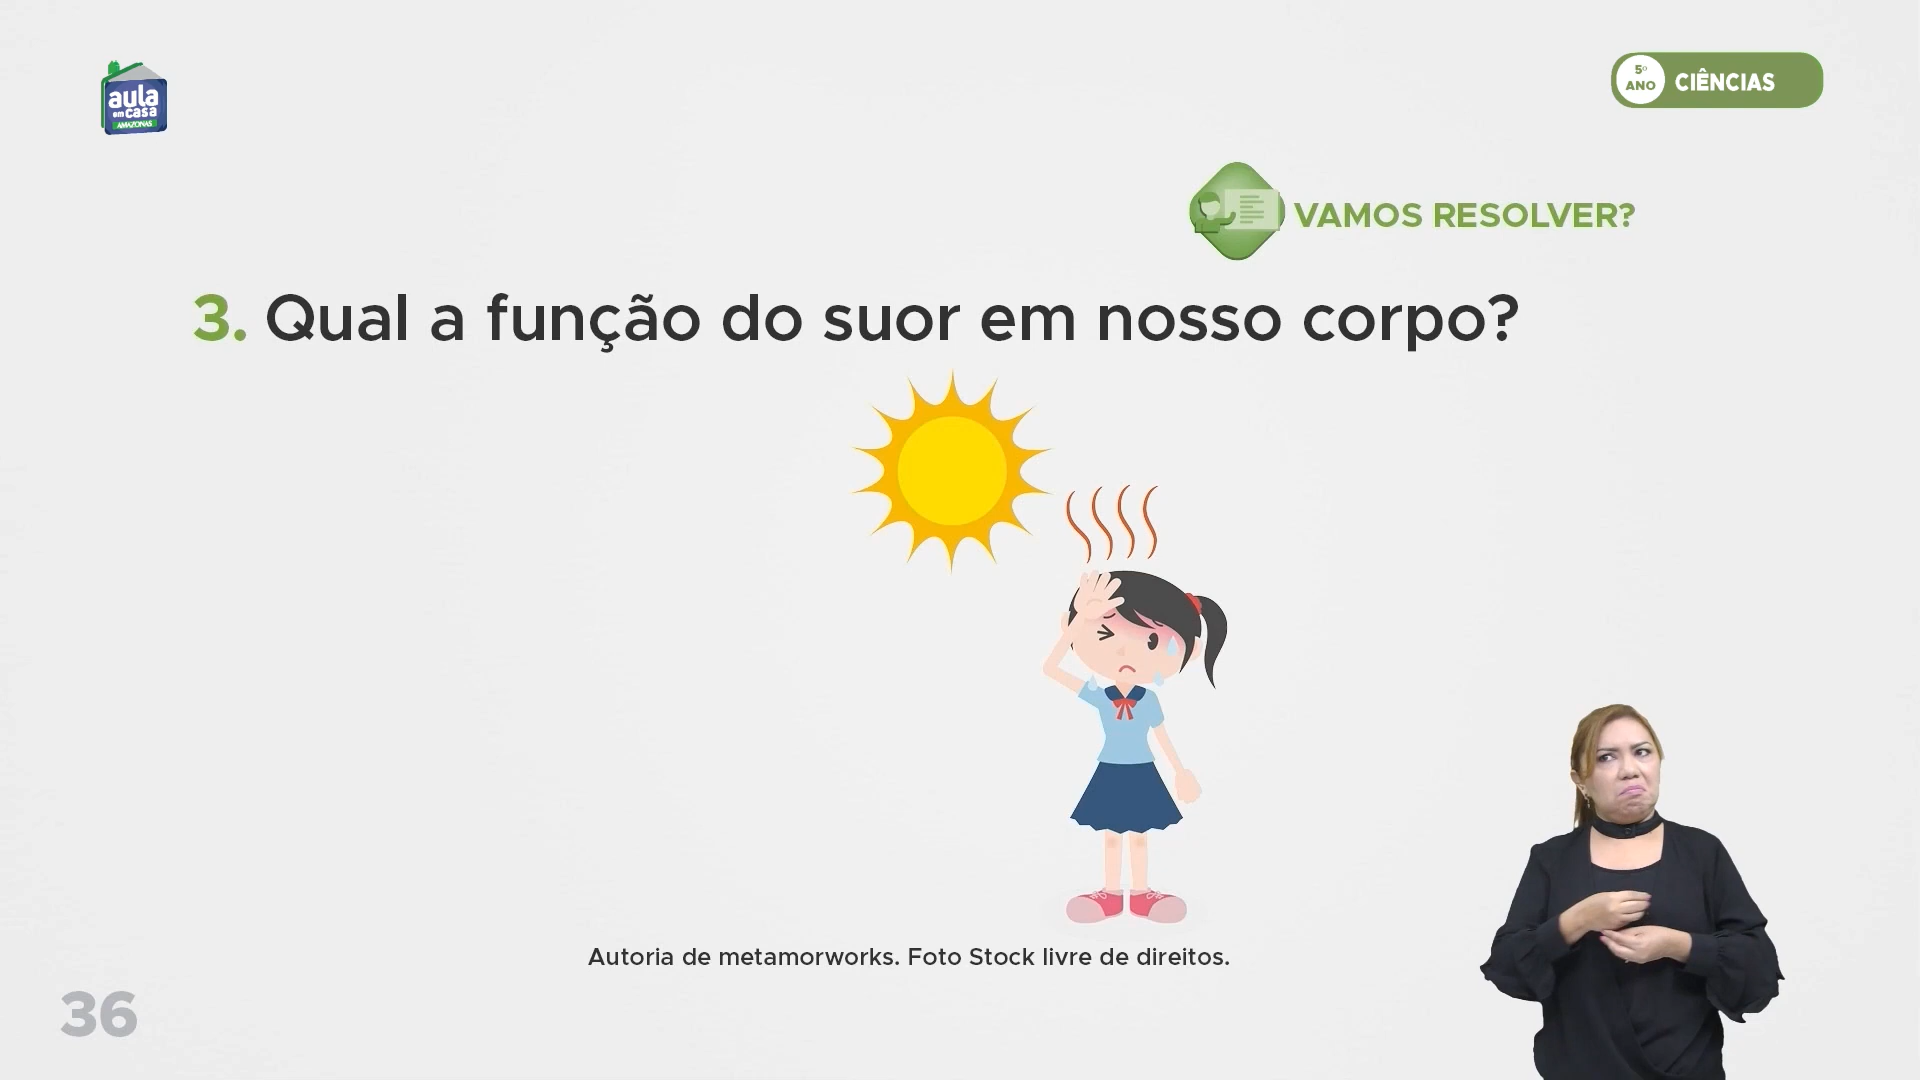 aula
em casa
AMAZONAS
5º
ANO
CIÊNCIAS
VAMOS RESOLVER?
3. Qual a função do suor em nosso corpo?
Autoria de metamorworks. Foto Stock livre de direitos.
36